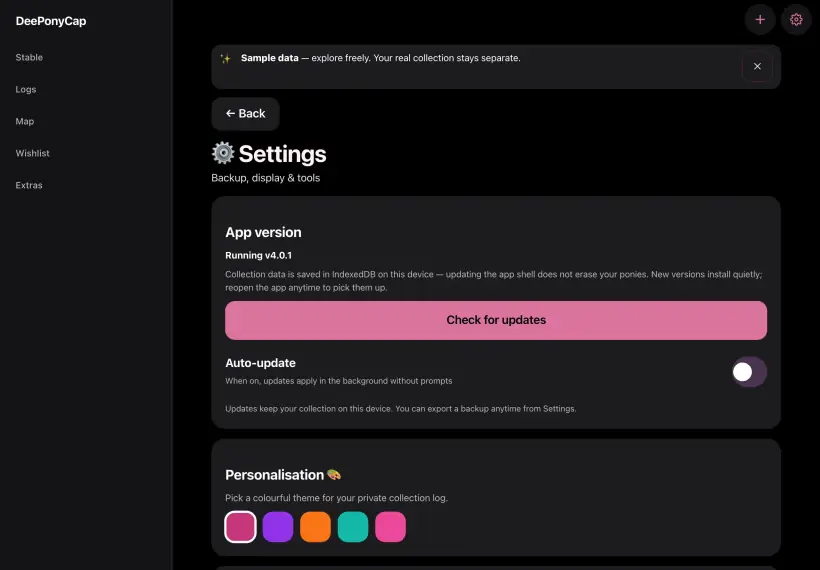 DeePonyCap
Stable
Logs
Map
Wishlist
Extras
✨ Sample data — explore freely. Your real collection stays separate.
← Back
⚙️ Settings
Backup, display & tools
App version
Running v4.0.1
Collection data is saved in IndexedDB on this device — updating the app shell does not erase your ponies. New versions install quietly;
reopen the app anytime to pick them up.
Check for updates
Auto-update
When on, updates apply in the background without prompts
Updates keep your collection on this device. You can export a backup anytime from Settings.
Personalisation 🎨
Pick a colourful theme for your private collection log.